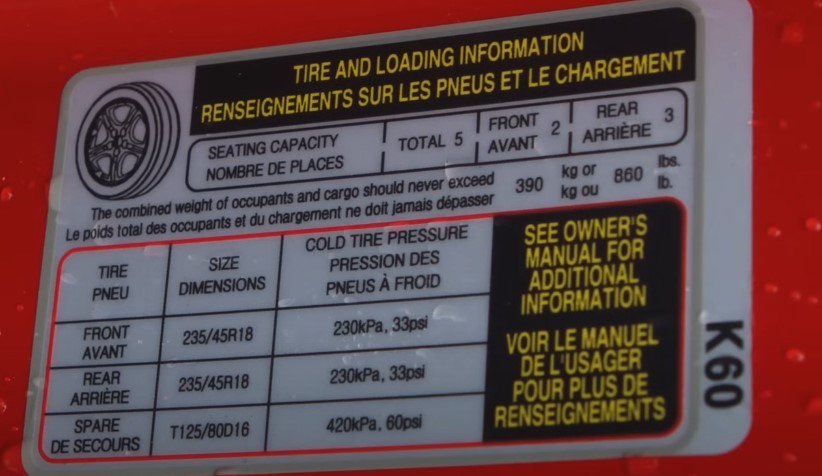 TIRE AND LOADING INFORMATION
RENSEIGNEMENTS SUR LES PNEUS ET LE CHARGEMENT
SEATING CAPACITY
NOMBRE DE PLACES
TOTAL 5
FRONT
AVANT 2
REAR
ARRIÈRE 3
The combined weight of occupants and cargo should never exceed
Le poids total des occupants et du chargement ne doit jamais dépasser
390 kg or 860 lbs.
kg ou lb.
TIRE
PNEU
SIZE
DIMENSIONS
COLD TIRE PRESSURE
PRESSION DES
PNEUS À FROID
FRONT
AVANT
235/45R18
230kPa, 33psi
REAR
ARRIÈRE
235/45R18
230kPa, 33psi
SPARE
DE SECOURS
T125/80D16
420kPa, 60psi
SEE OWNER'S
MANUAL FOR
ADDITIONAL
INFORMATION
VOIR LE MANUEL
DE L'USAGER
POUR PLUS DE
RENSEIGNEMENTS
K60